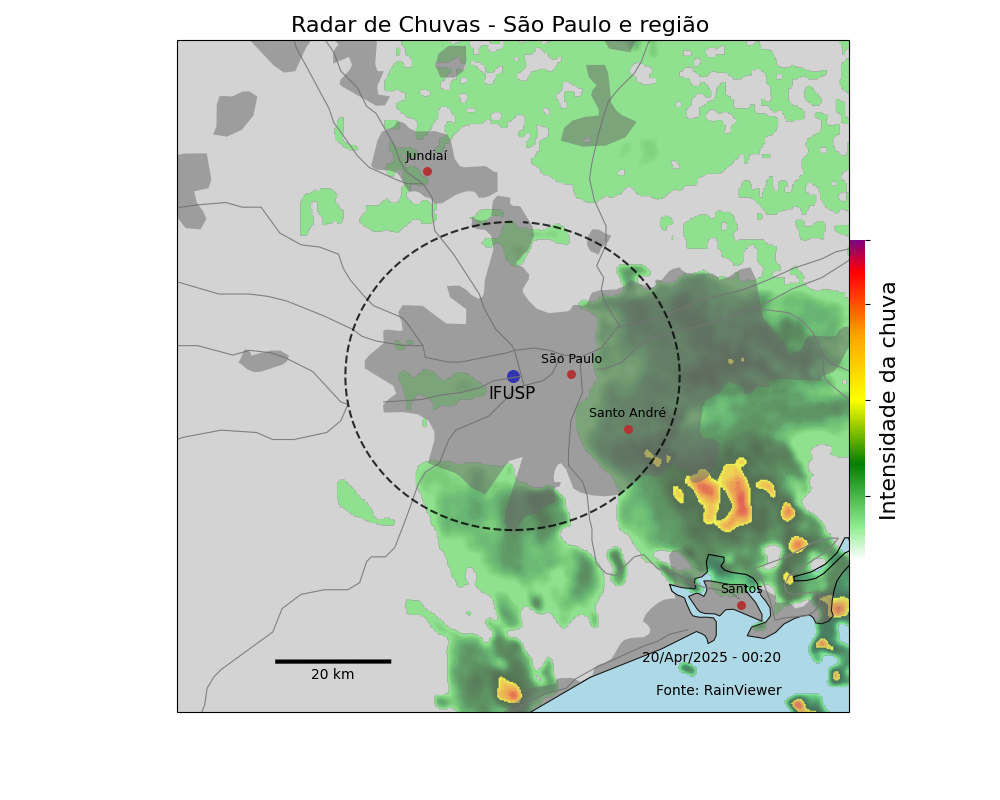 Radar de Chuvas - São Paulo e região
Jundiaí
São Paulo
IFUSP
Santo André
Santos
20/Apr/2025 - 00:20
20 km
Fonte: RainViewer
Intensidade da chuva